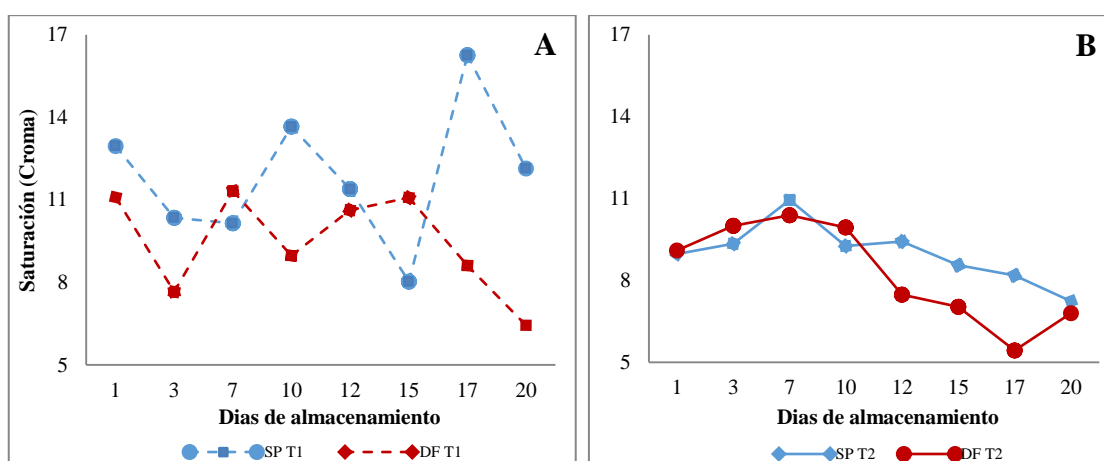 A
Saturación (Croma)
17
14
11
8
5
1 3 7 10 12 15 17 20
Dias de almacenamiento
SP T1 DF T1
B
17
14
11
8
5
1 3 7 10 12 15 17 20
Dias de almacenamiento
SP T2 DF T2